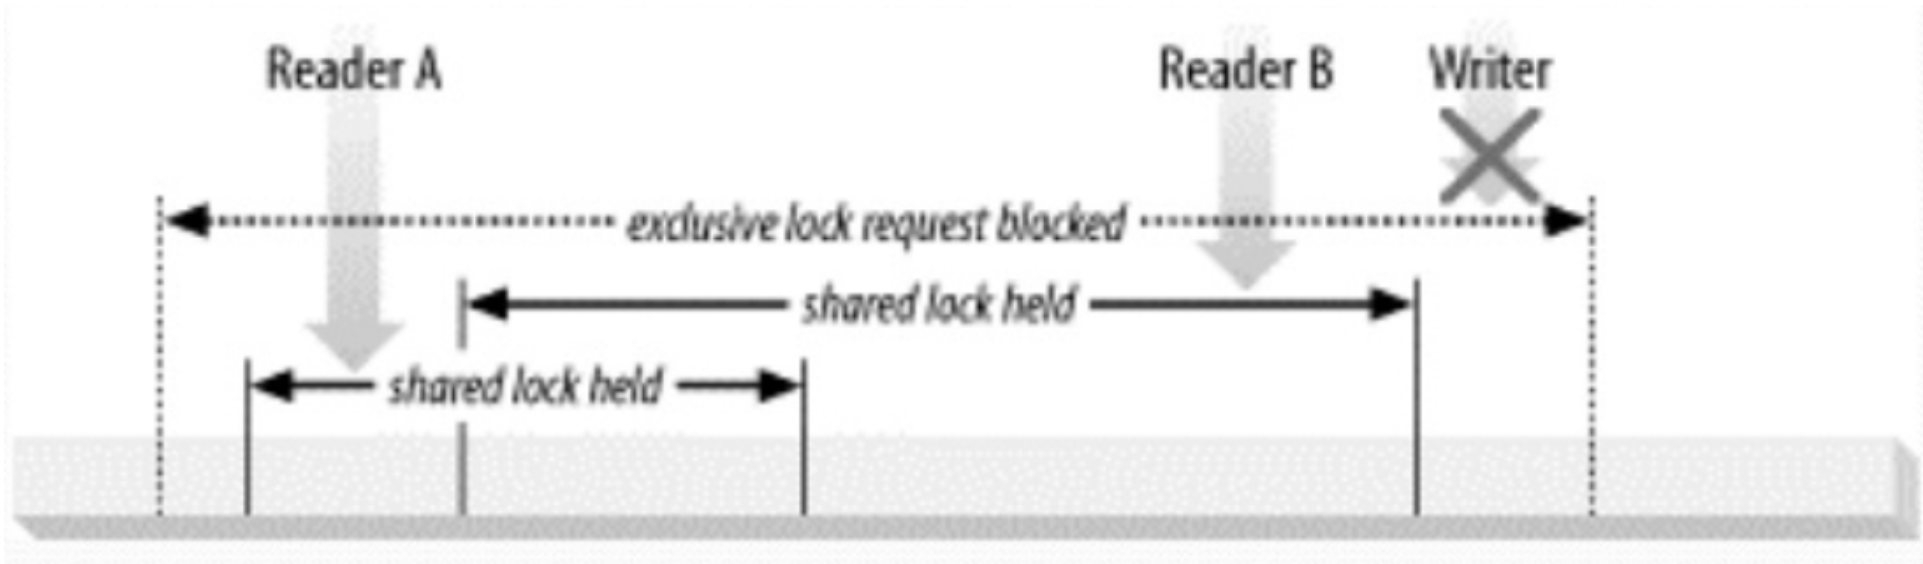 Reader A
Reader B
Writer
exclusive lock request blocked
shared lock held
shared lock held